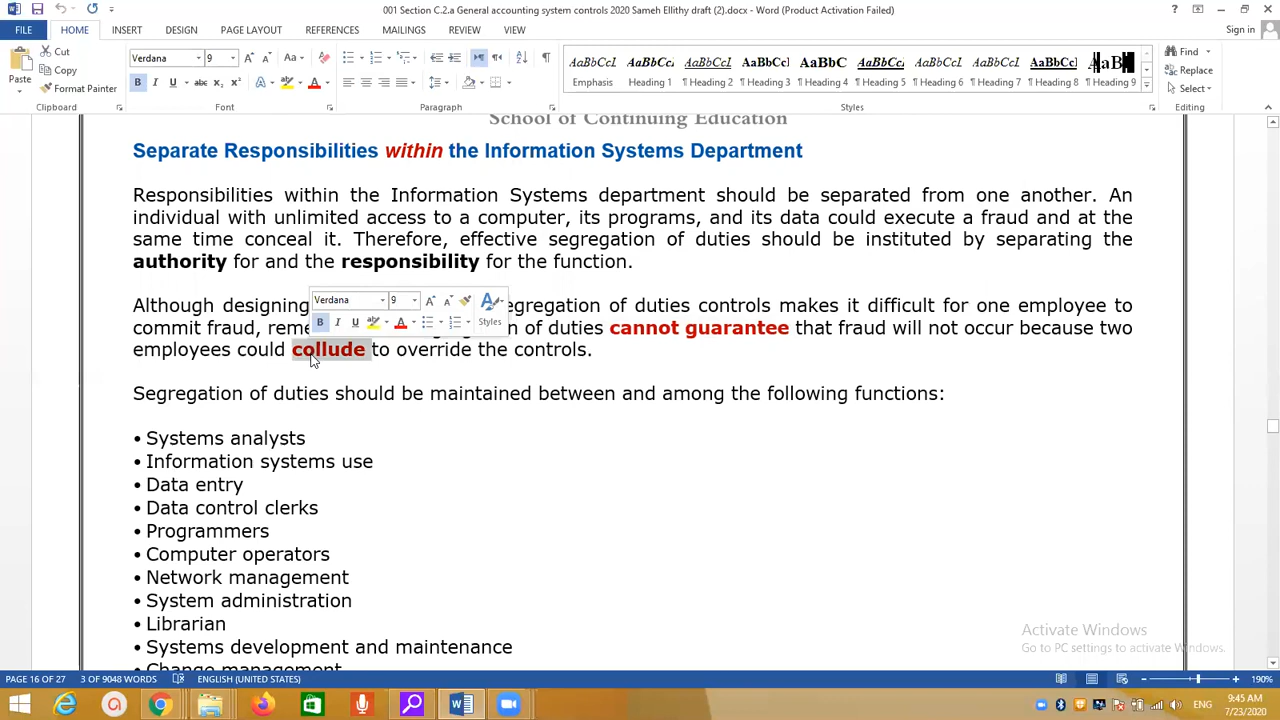 001 Section C.2.a General accounting system controls 2020 Sameh Ellithy draft (2).docx - Word (Product Activation Failed)
FILE HOME INSERT DESIGN PAGE LAYOUT REFERENCES MAILINGS REVIEW VIEW Sign in
Paste Cut Copy Format Painter
Clipboard
Verdana 9
Font
Paragraph
AaBbCcI AaBbCcI AaBbCcI AaBbCcI AaBbC AaBbCcI AaBbCcI AaBbCcI AaBbCc AaB
Emphasis Heading 1 ¶ Heading 2 ¶ Heading 3 Heading 4 ¶ Heading 5 ¶ Heading 6 ¶ Heading 7 ¶ Heading 8 ¶ Heading 9
Styles
Find
Replace
Select
Editing
School of Continuing Education
Separate Responsibilities within the Information Systems Department
Responsibilities within the Information Systems department should be separated from one another. An
individual with unlimited access to a computer, its programs, and its data could execute a fraud and at the
same time conceal it. Therefore, effective segregation of duties should be instituted by separating the
authority for and the responsibility for the function.
Verdana 9 Styles
Although designing egregation of duties controls makes it difficult for one employee to
commit fraud, reme n of duties cannot guarantee that fraud will not occur because two
employees could collude to override the controls.
Segregation of duties should be maintained between and among the following functions:
• Systems analysts
• Information systems use
• Data entry
• Data control clerks
• Programmers
• Computer operators
• Network management
• System administration
• Librarian
• Systems development and maintenance
• Change management
Activate Windows
Go to PC settings to activate Windows.
PAGE 16 OF 27 3 OF 9048 WORDS ENGLISH (UNITED STATES) 190%
ENG 9:45 AM
7/23/2020